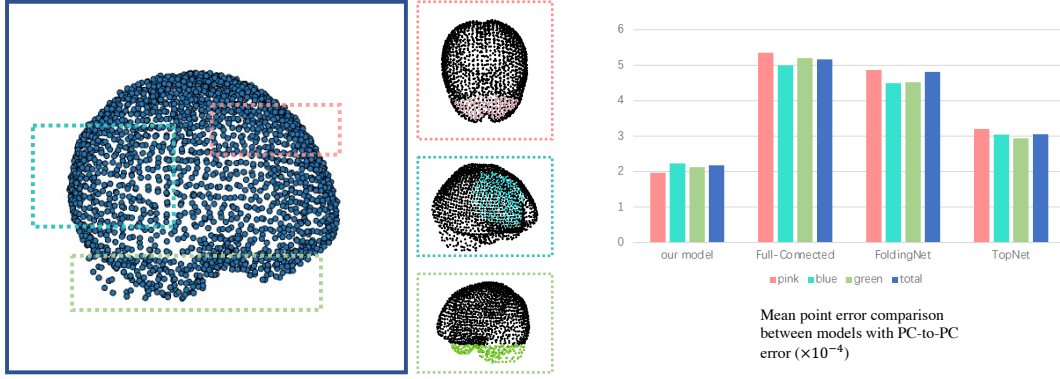 6
5
4
3
2
1
0
our model Full-Connected FoldingNet TopNet
pink blue green total
Mean point error comparison
between models with PC-to-PC
error (×10⁻⁴)